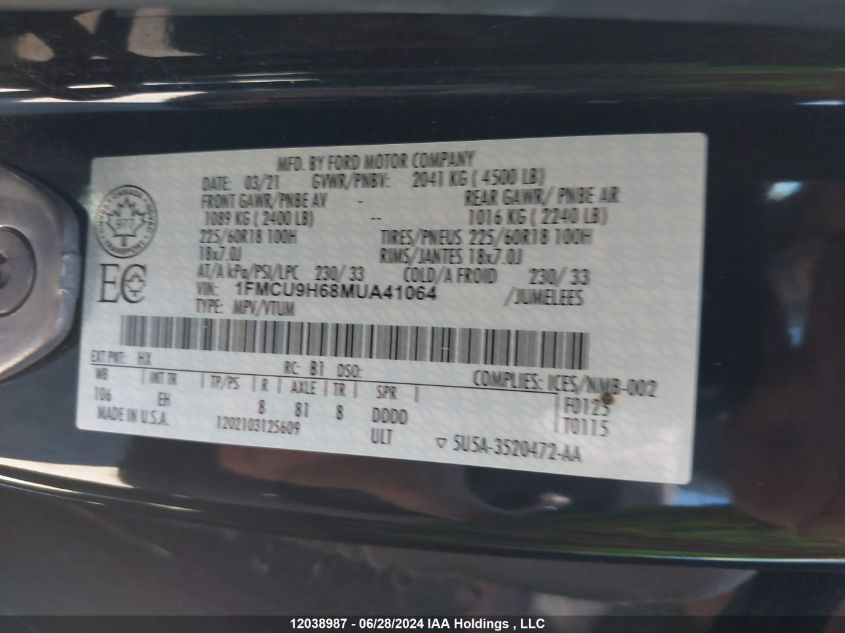 MFD. BY FORD MOTOR COMPANY
DATE: 03/21 GVWR/PNBV: 2041 KG ( 4500 LB)
FRONT GAWR/ PNBE AV - REAR GAWR/ PNBE AR
1089 KG ( 2400 LB) -- 1016 KG ( 2240 LB)
225/60R18 100H TIRES/PNEUS 225/60R18 100H
18x7.0J RIMS/JANTES 18x7.0J
AT/A kPa/PSI/LPC 230/ 33 COLD/A FROID 230/ 33
VIN: 1FMCU9H68MUA41064 /JUMELEES
TYPE: MPV/VTUM
EC
EXT PNT: HX RC: B1 DSO: COMPLIES: ICES/NMB-002
WB INT TR TP/PS R AXLE TR SPR
106 EH 8 81 8 DDDD F0125
MADE IN U.S.A. 1202103125609 ULT T0115
5U5A-3520472-AA
12038987 - 06/28/2024 IAA Holdings , LLC